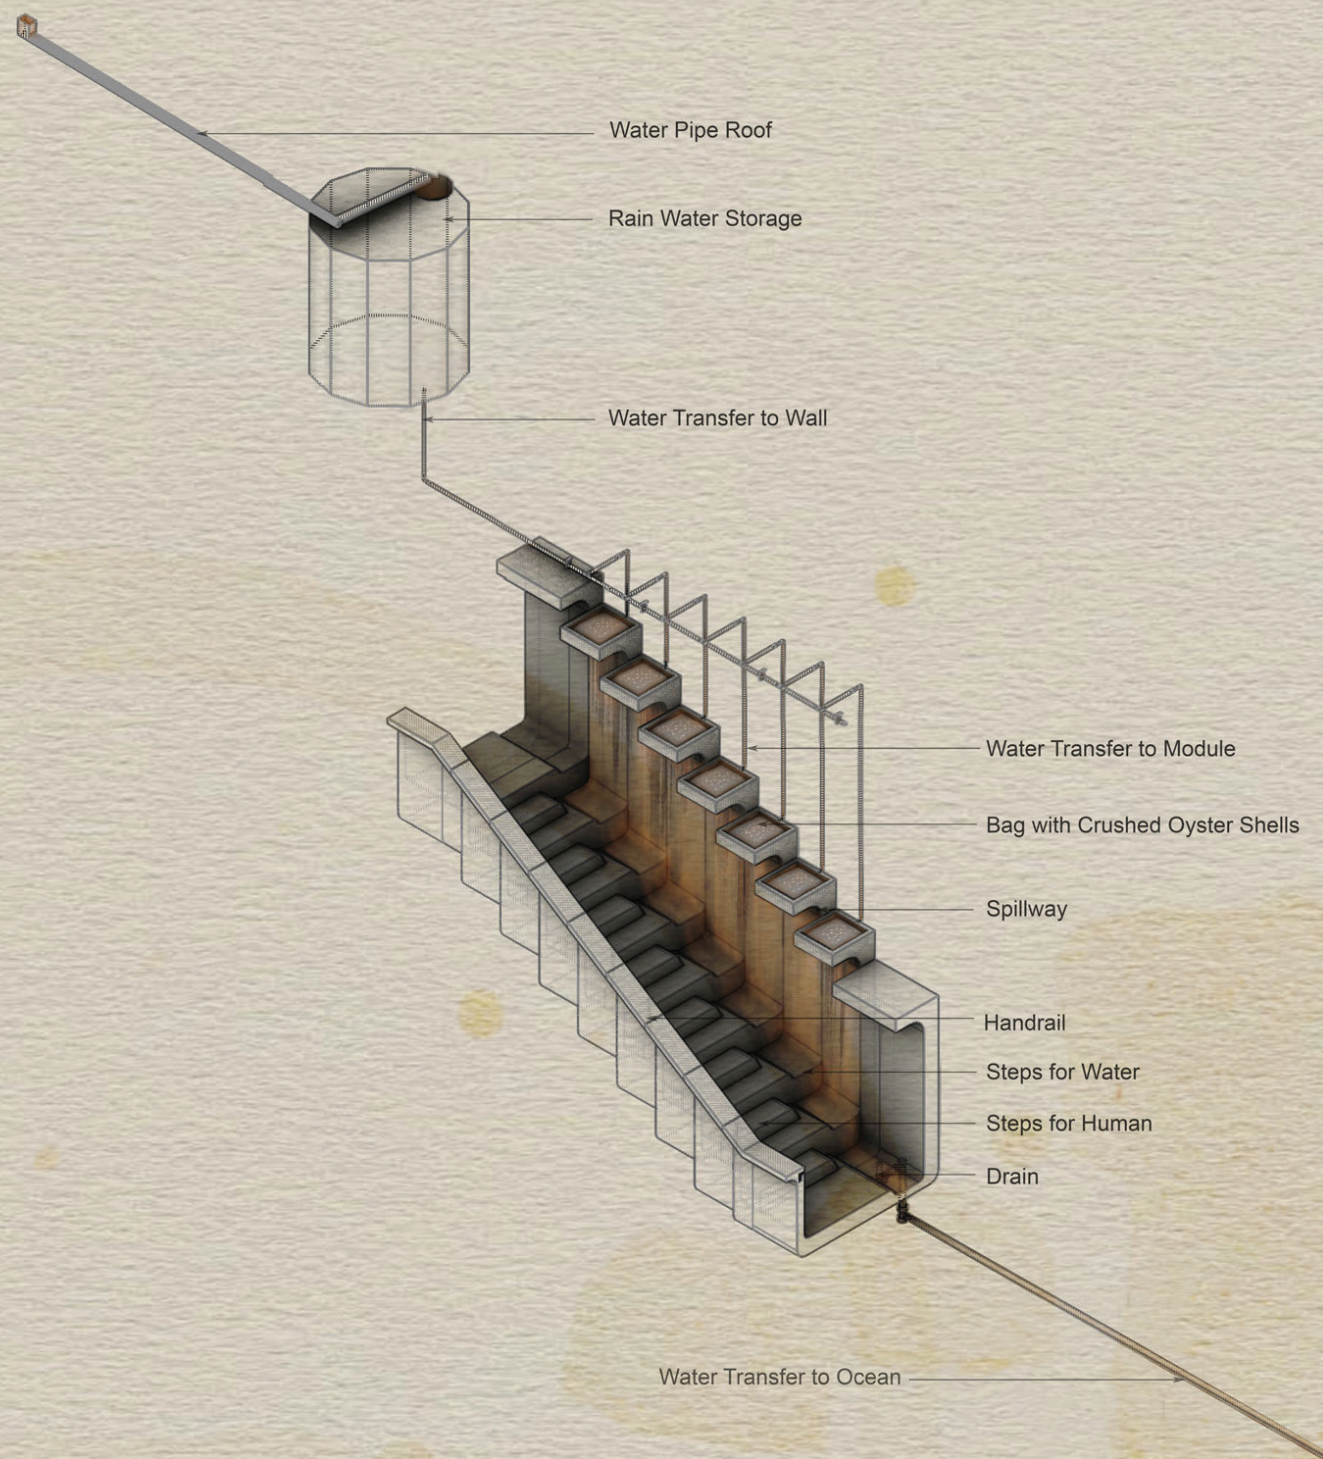 Water Pipe Roof
Rain Water Storage
Water Transfer to Wall
Water Transfer to Module
Bag with Crushed Oyster Shells
Spillway
Handrail
Steps for Water
Steps for Human
Drain
Water Transfer to Ocean